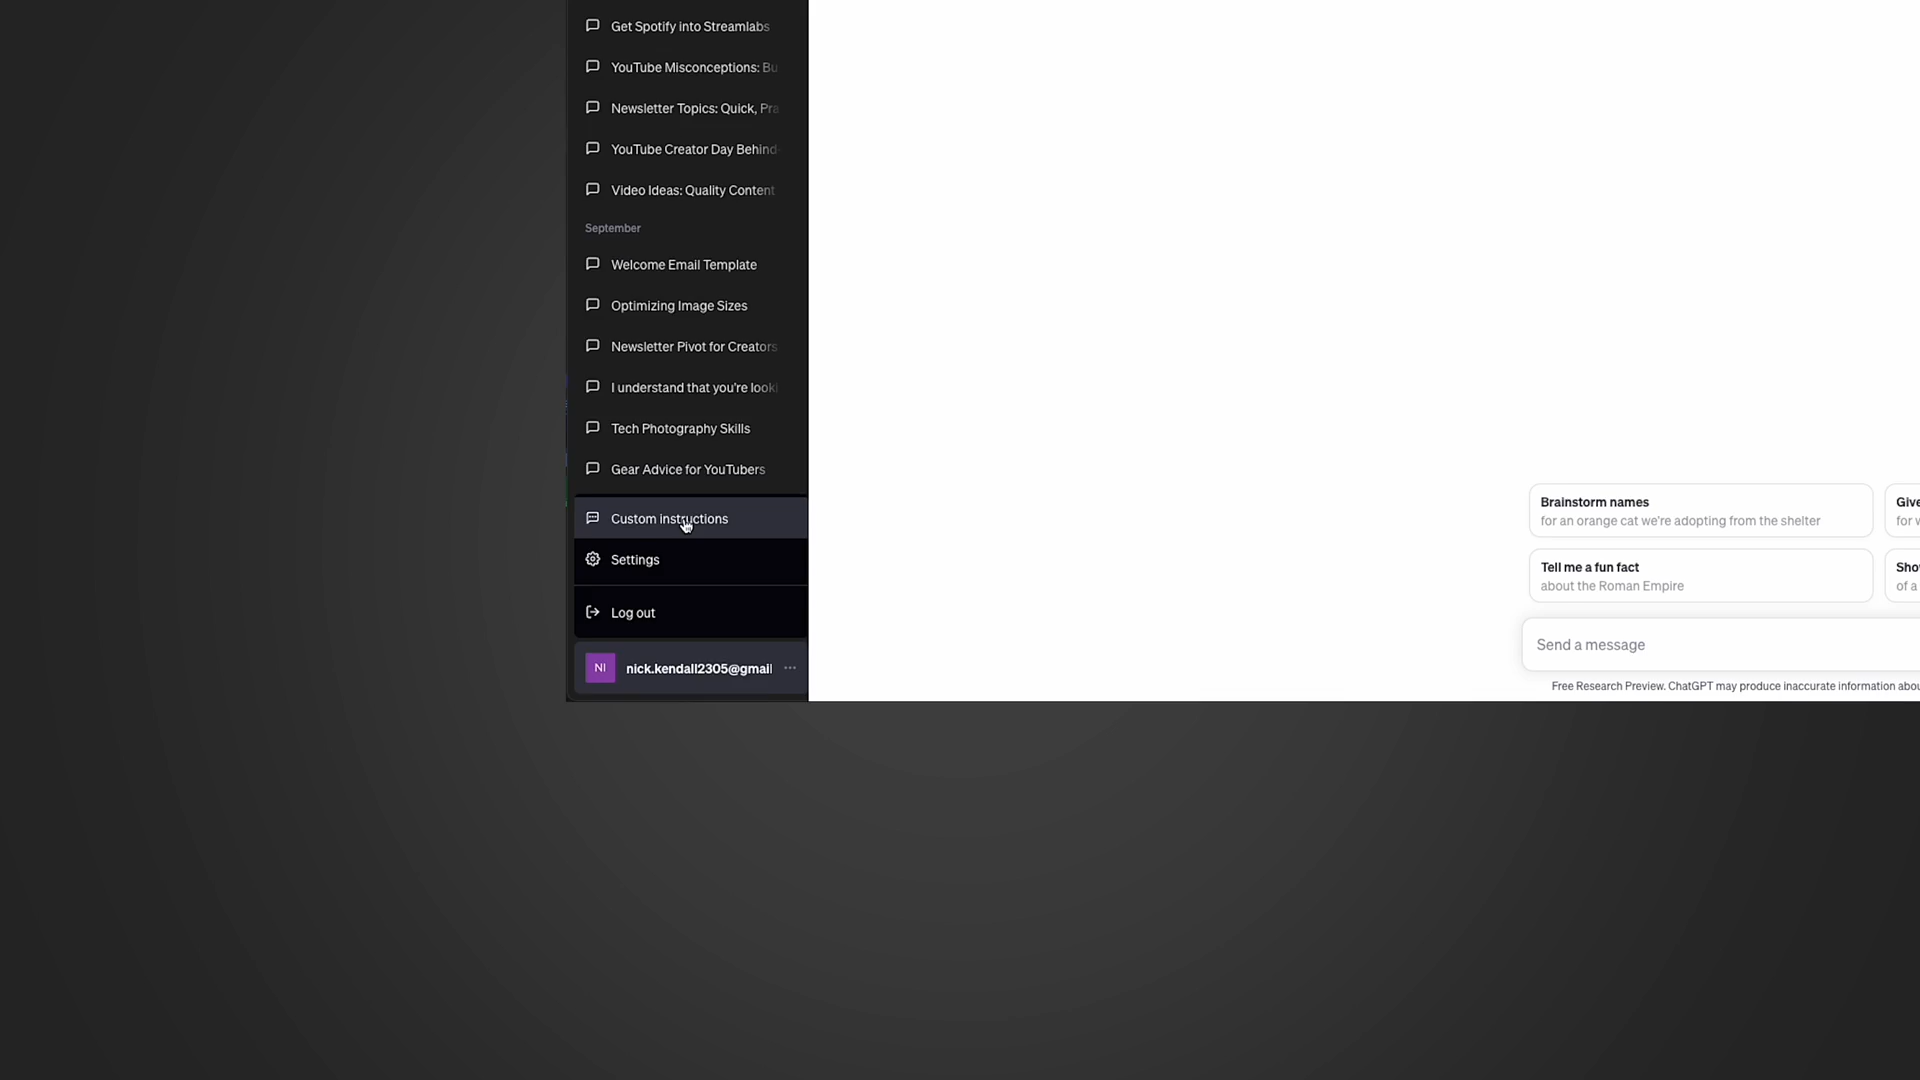 Get Spotify into Streamlabs
YouTube Misconceptions: Bu
Newsletter Topics: Quick, Pra
YouTube Creator Day Behind-
Video Ideas: Quality Content
September
Welcome Email Template
Optimizing Image Sizes
Newsletter Pivot for Creators
I understand that you're looki
Tech Photography Skills
Gear Advice for YouTubers
Custom instructions
Settings
Log out
NI
nick.kendall2305@gmail
Brainstorm names
for an orange cat we're adopting from the shelter
Give
for w
Tell me a fun fact
about the Roman Empire
Show
of a
Send a message
Free Research Preview. ChatGPT may produce inaccurate information abou